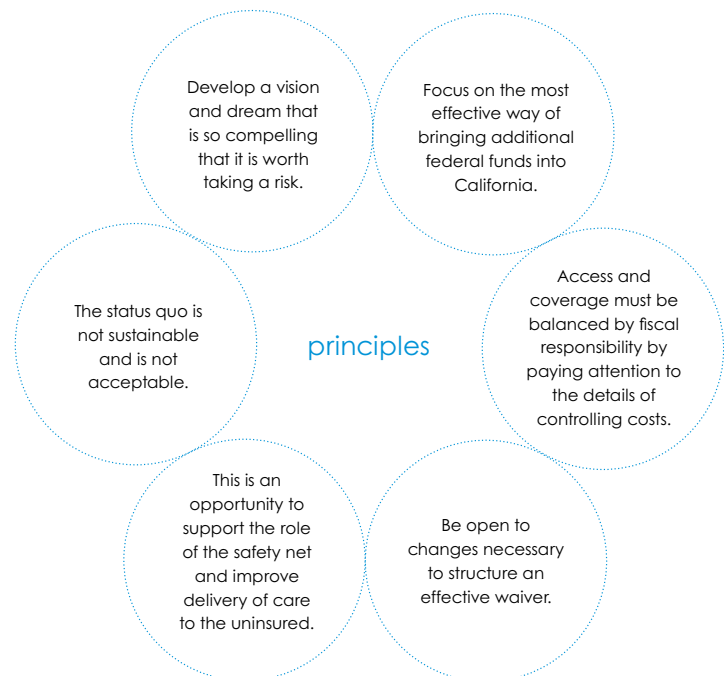 Develop a vision
and dream that
is so compelling
that it is worth
taking a risk.
Focus on the most
effective way of
bringing additional
federal funds into
California.
Access and
coverage must be
balanced by fiscal
responsibility by
paying attention to
the details of
controlling costs.
Be open to
changes necessary
to structure an
effective waiver.
This is an
opportunity to
support the role
of the safety net
and improve
delivery of care
to the uninsured.
The status quo is
not sustainable
and is not
acceptable.
principles